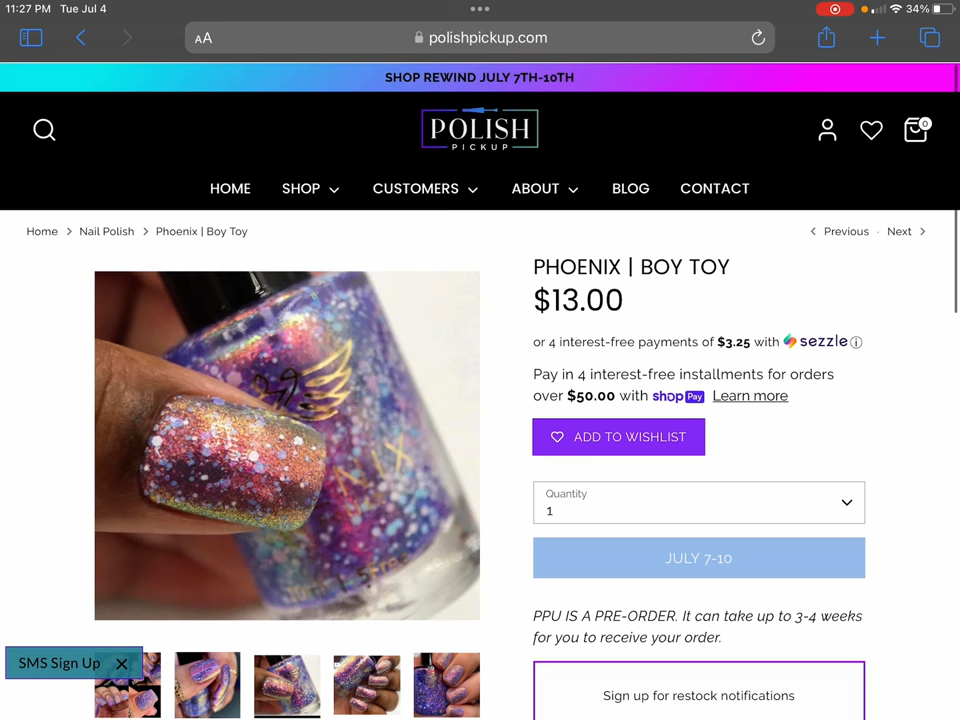 11:27 PM Tue Jul 4
34%
AA
polishpickup.com
SHOP REWIND JULY 7TH-10TH
POLISH
PICKUP
0
HOME
SHOP
CUSTOMERS
ABOUT
BLOG
CONTACT
Home > Nail Polish > Phoenix | Boy Toy
< Previous · Next >
PHOENIX | BOY TOY
$13.00
or 4 interest-free payments of $3.25 with sezzle
Pay in 4 interest-free installments for orders
over $50.00 with shop Pay Learn more
ADD TO WISHLIST
Quantity
1
JULY 7-10
PPU IS A PRE-ORDER. It can take up to 3-4 weeks
for you to receive your order.
SMS Sign Up
Sign up for restock notifications